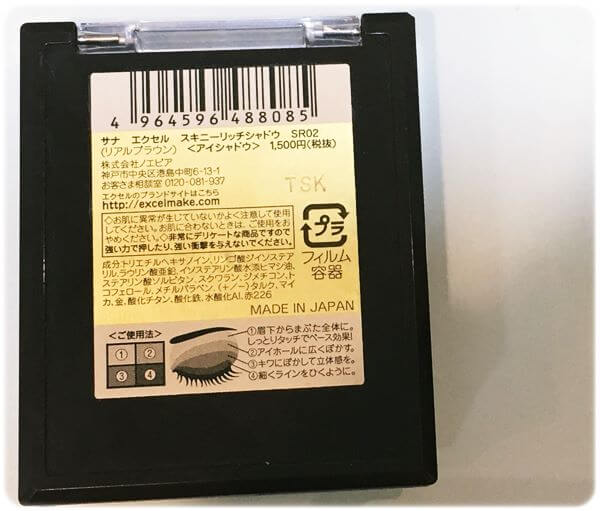 4 964596 488085
サナ エクセル スキニーリッチシャドウ SR02
(リアルブラウン) <アイシャドウ> 1,500円(税抜)
株式会社ノエビア
神戸市中央区港島中町6-13-1
お客さま相談室 0120-081-937
エクセルのブランドサイトはこちら
http://excelmake.com
TSK
◇お肌に異常が生じていないかよく注意して使用
してください。お肌に合わないときは、ご使用をお
やめください。◇非常にデリケートな商品ですので
強い力で押したり、強い衝撃を与えないでください。
プラ
フィルム
容器
成分:トリエチルヘキサノイン、リンゴ酸ジイソステア
リル、ラウリン酸亜鉛、イソステアリン酸水添ヒマシ油、
ステアリン酸ソルビタン、スクワラン、ジメチコン、ト
コフェロール、メチルパラベン、(+/-)タルク、マイ
カ、金、酸化チタン、酸化鉄、水酸化Al、赤226
MADE IN JAPAN
<ご使用法>
① ②
③ ④
①眉下からまぶた全体に。
しっとりタッチでベース効果!
②アイホールに広くぼかす。
③キワにぼかして立体感を。
④細くラインをひくように。